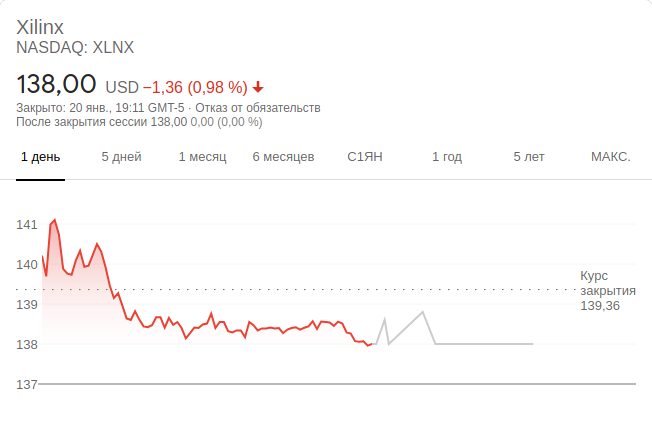 Xilinx
NASDAQ: XLNX
138,00 USD −1,36 (0,98 %)
Закрыто: 20 янв., 19:11 GMT-5 · Отказ от обязательств
После закрытия сессии 138,00 0,00 (0,00 %)
1 день 5 дней 1 месяц 6 месяцев С1ЯН 1 год 5 лет МАКС.
141
140
Курс
закрытия
139,36
139
138
137